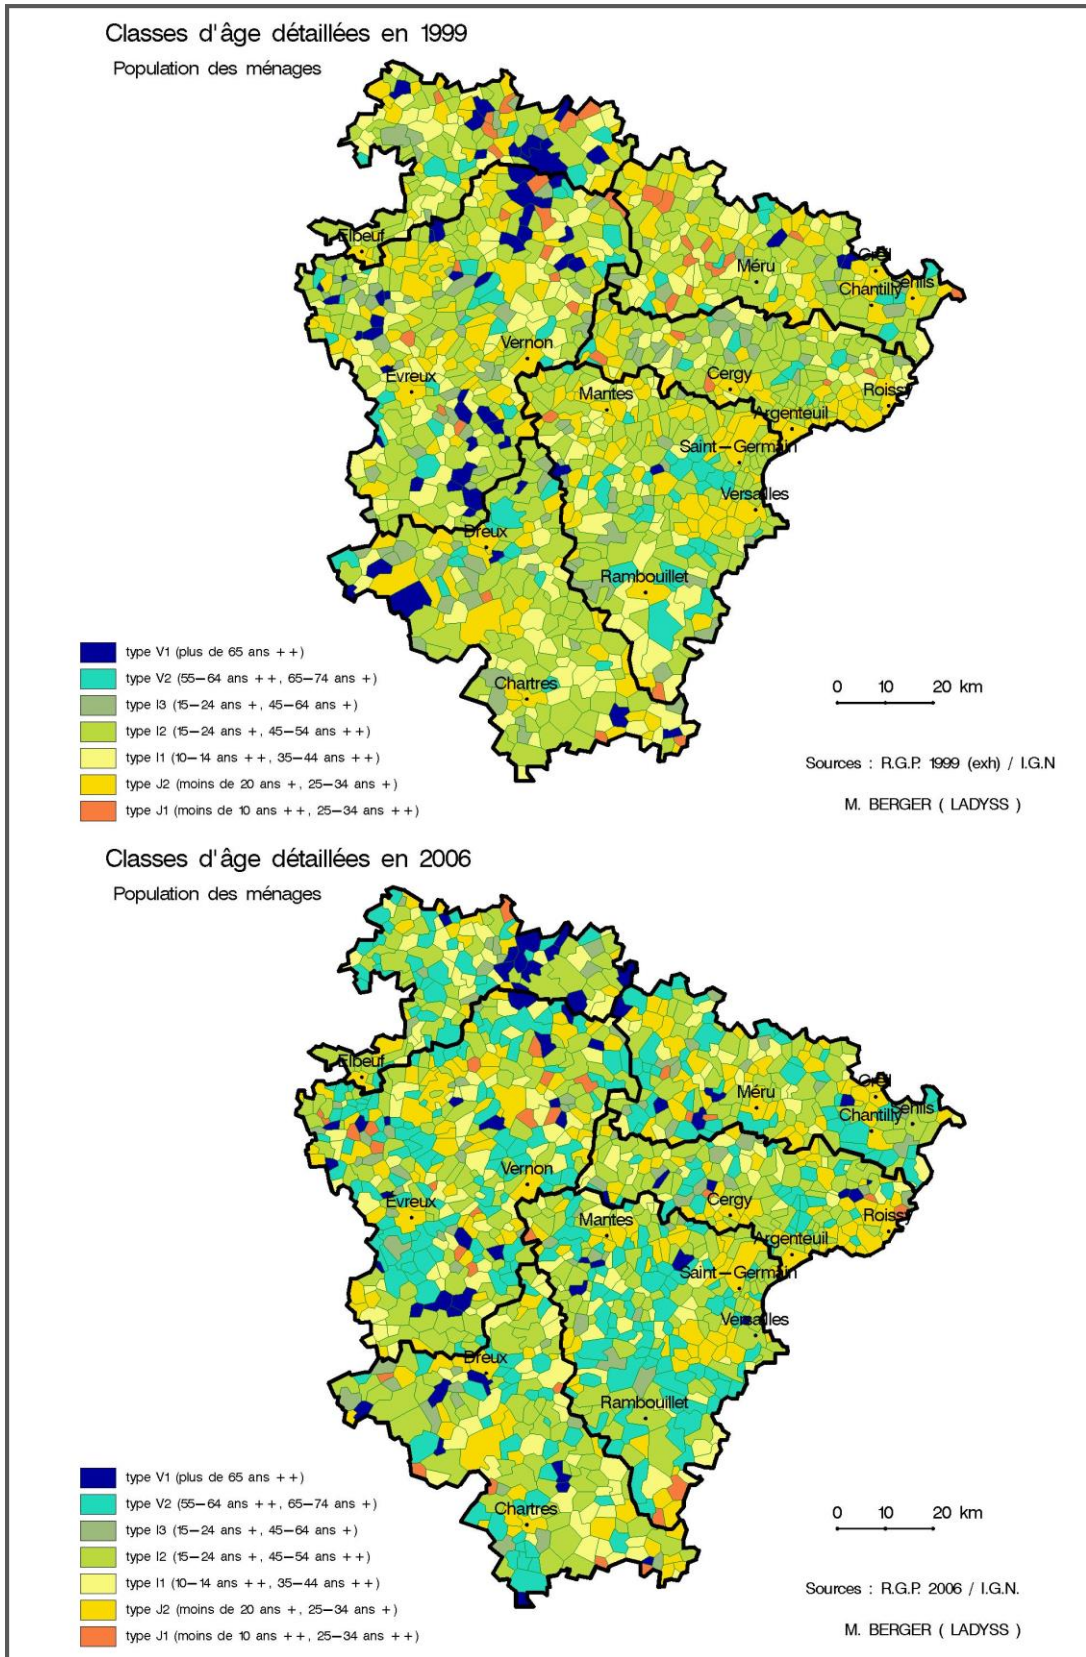 Classes d'âge détaillées en 1999
Population des ménages
Elbeuf
Méru
Creil
Chantilly
Senlis
Vernon
Evreux
Cergy
Mantes
Roissy
Argenteuil
Saint-Germain
Versailles
Dreux
Rambouillet
Chartres
type V1 (plus de 65 ans ++)
type V2 (55-64 ans ++, 65-74 ans +)
type I3 (15-24 ans +, 45-64 ans +)
type I2 (15-24 ans +, 45-54 ans ++)
type I1 (10-14 ans ++, 35-44 ans ++)
type J2 (moins de 20 ans +, 25-34 ans +)
type J1 (moins de 10 ans ++, 25-34 ans ++)
0 10 20 km
Sources : R.G.P. 1999 (exh) / I.G.N
M. BERGER ( LADYSS )
Classes d'âge détaillées en 2006
Population des ménages
Elbeuf
Méru
Creil
Chantilly
Senlis
Vernon
Evreux
Cergy
Mantes
Roissy
Argenteuil
Saint-Germain
Versailles
Dreux
Rambouillet
Chartres
type V1 (plus de 65 ans ++)
type V2 (55-64 ans ++, 65-74 ans +)
type I3 (15-24 ans +, 45-64 ans +)
type I2 (15-24 ans +, 45-54 ans ++)
type I1 (10-14 ans ++, 35-44 ans ++)
type J2 (moins de 20 ans +, 25-34 ans +)
type J1 (moins de 10 ans ++, 25-34 ans ++)
0 10 20 km
Sources : R.G.P. 2006 / I.G.N.
M. BERGER (LADYSS )